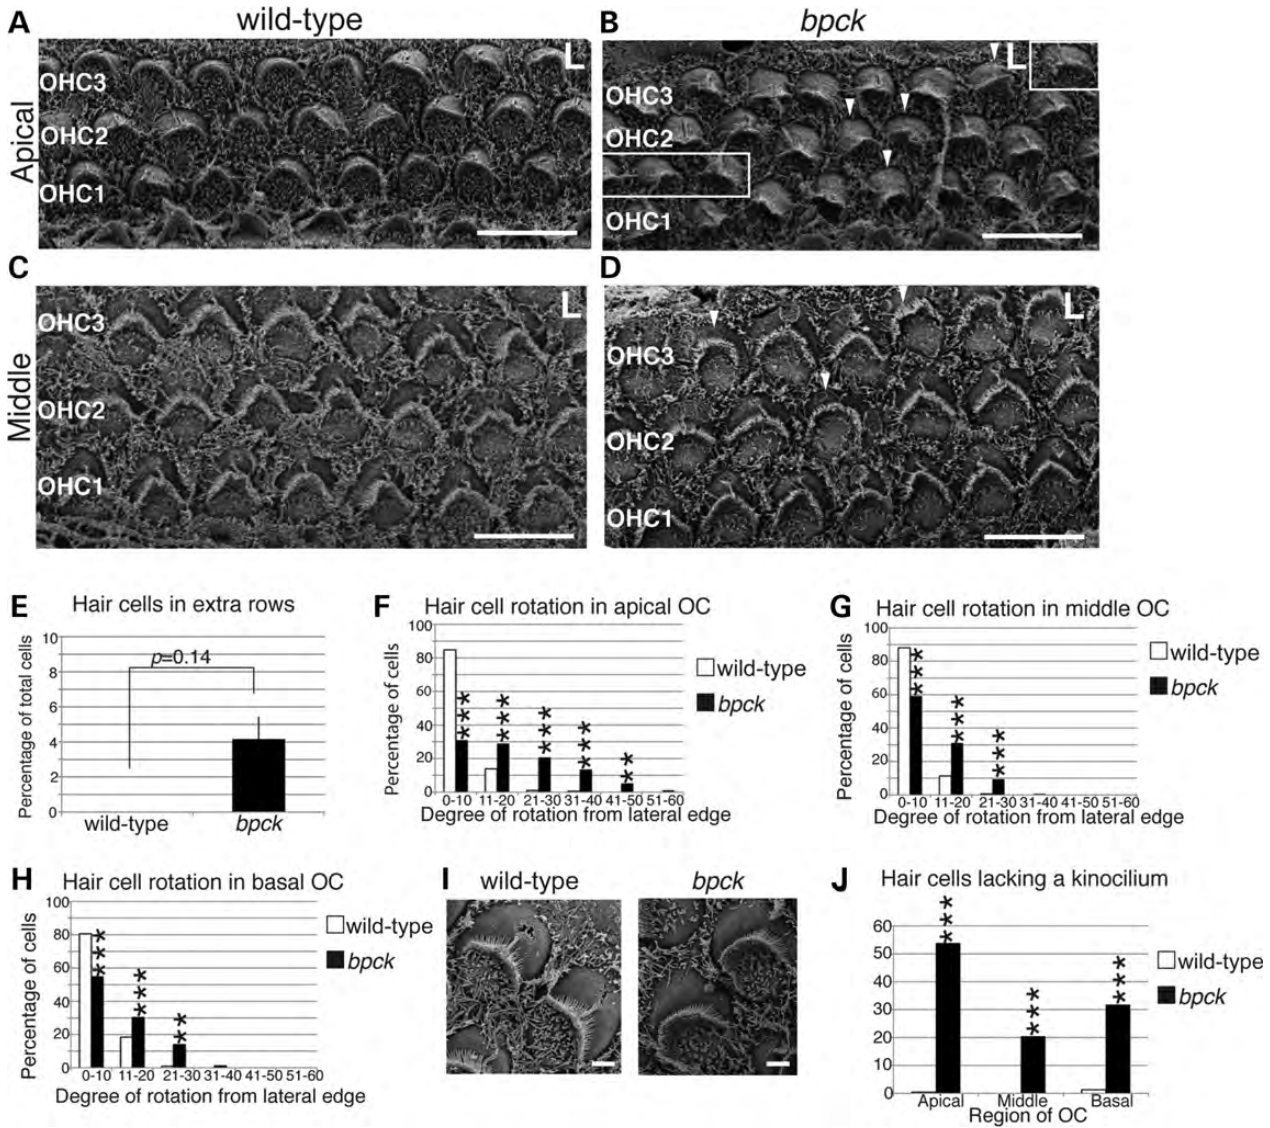 wild-type
bpck
A
B
Apical
OHC3
OHC2
OHC1
L
OHC3
OHC2
OHC1
L
C
D
Middle
OHC3
OHC2
OHC1
L
OHC3
OHC2
OHC1
L
E
Hair cells in extra rows
Percentage of total cells
10
8
6
4
2
0
p=0.14
wild-type
bpck
F
Hair cell rotation in apical OC
Percentage of cells
100
80
60
40
20
0
***
***
***
***
**
wild-type
bpck
0-10 11-20 21-30 31-40 41-50 51-60
Degree of rotation from lateral edge
G
Hair cell rotation in middle OC
Percentage of cells
100
80
60
40
20
0
***
***
***
wild-type
bpck
0-10 11-20 21-30 31-40 41-50 51-60
Degree of rotation from lateral edge
H
Hair cell rotation in basal OC
Percentage of cells
100
80
60
40
20
0
***
***
**
wild-type
bpck
0-10 11-20 21-30 31-40 41-50 51-60
Degree of rotation from lateral edge
I
wild-type
bpck
J
Hair cells lacking a kinocilium
60
50
40
30
20
10
0
***
***
***
wild-type
bpck
Apical Middle Basal
Region of OC